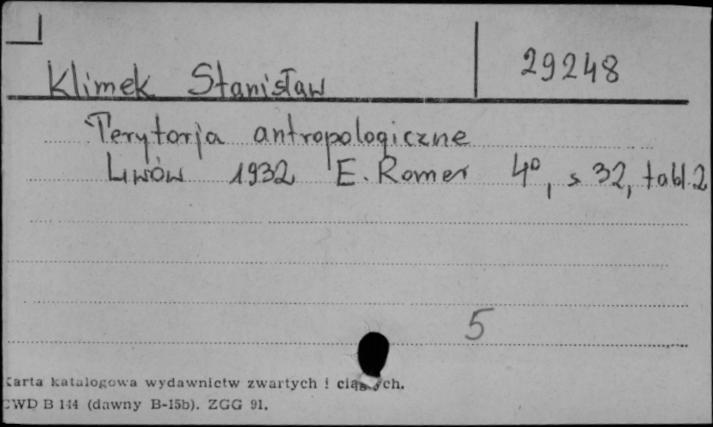 29248
Klimek Stanisław
Terytorja antropologiczne
Lwów 1932 E. Romer 4°, s 32, tabl. 2
5
Karta katalogowa wydawnictw zwartych i ciągłych.
CWD B 144 (dawny B-15b). ZGG 91.